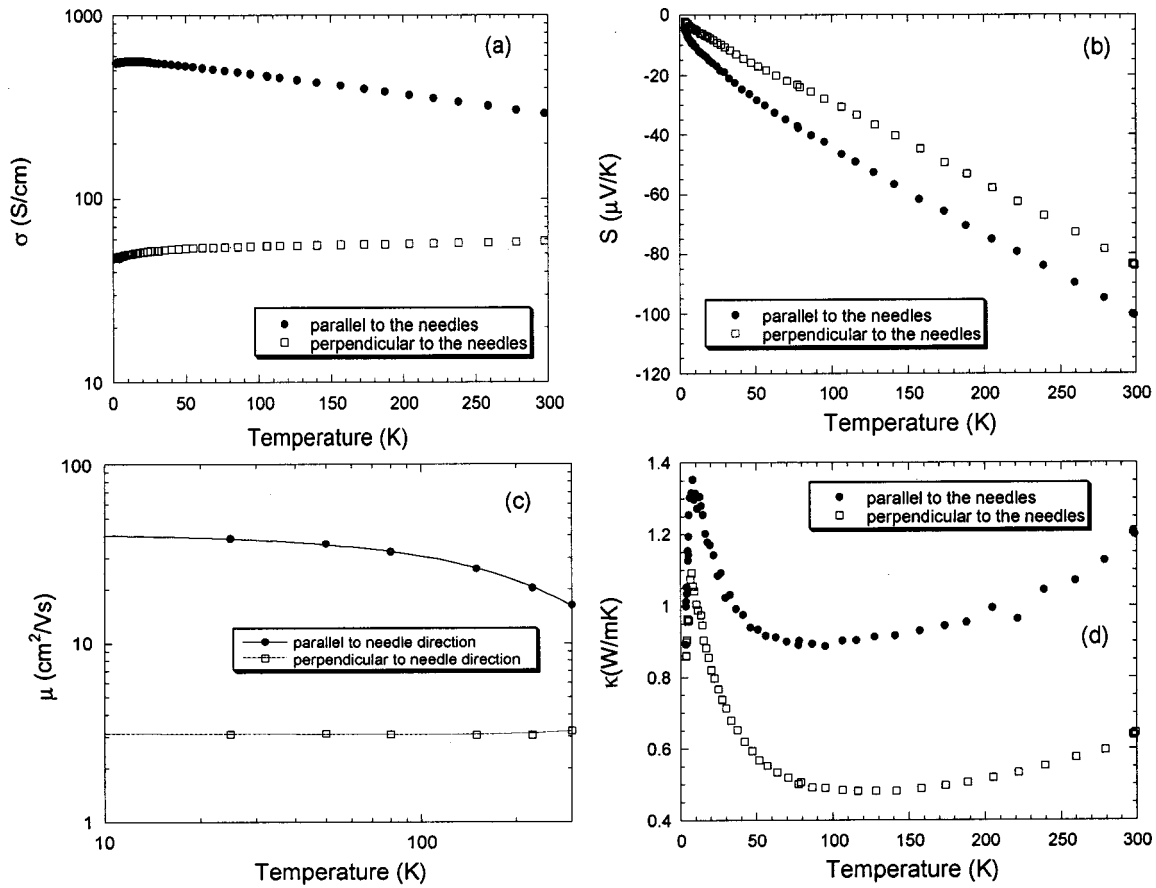 1000
100
10
σ (S/cm)
(a)
parallel to the needles
perpendicular to the needles
0 50 100 150 200 250 300
Temperature (K)
0
-20
-40
-60
-80
-100
-120
S (μV/K)
(b)
parallel to the needles
perpendicular to the needles
0 50 100 150 200 250 300
Temperature (K)
100
10
1
μ (cm²/Vs)
(c)
parallel to needle direction
perpendicular to needle direction
10 100
Temperature (K)
1.4
1.2
1
0.8
0.6
0.4
κ(W/mK)
parallel to the needles
perpendicular to the needles
(d)
0 50 100 150 200 250 300
Temperature (K)